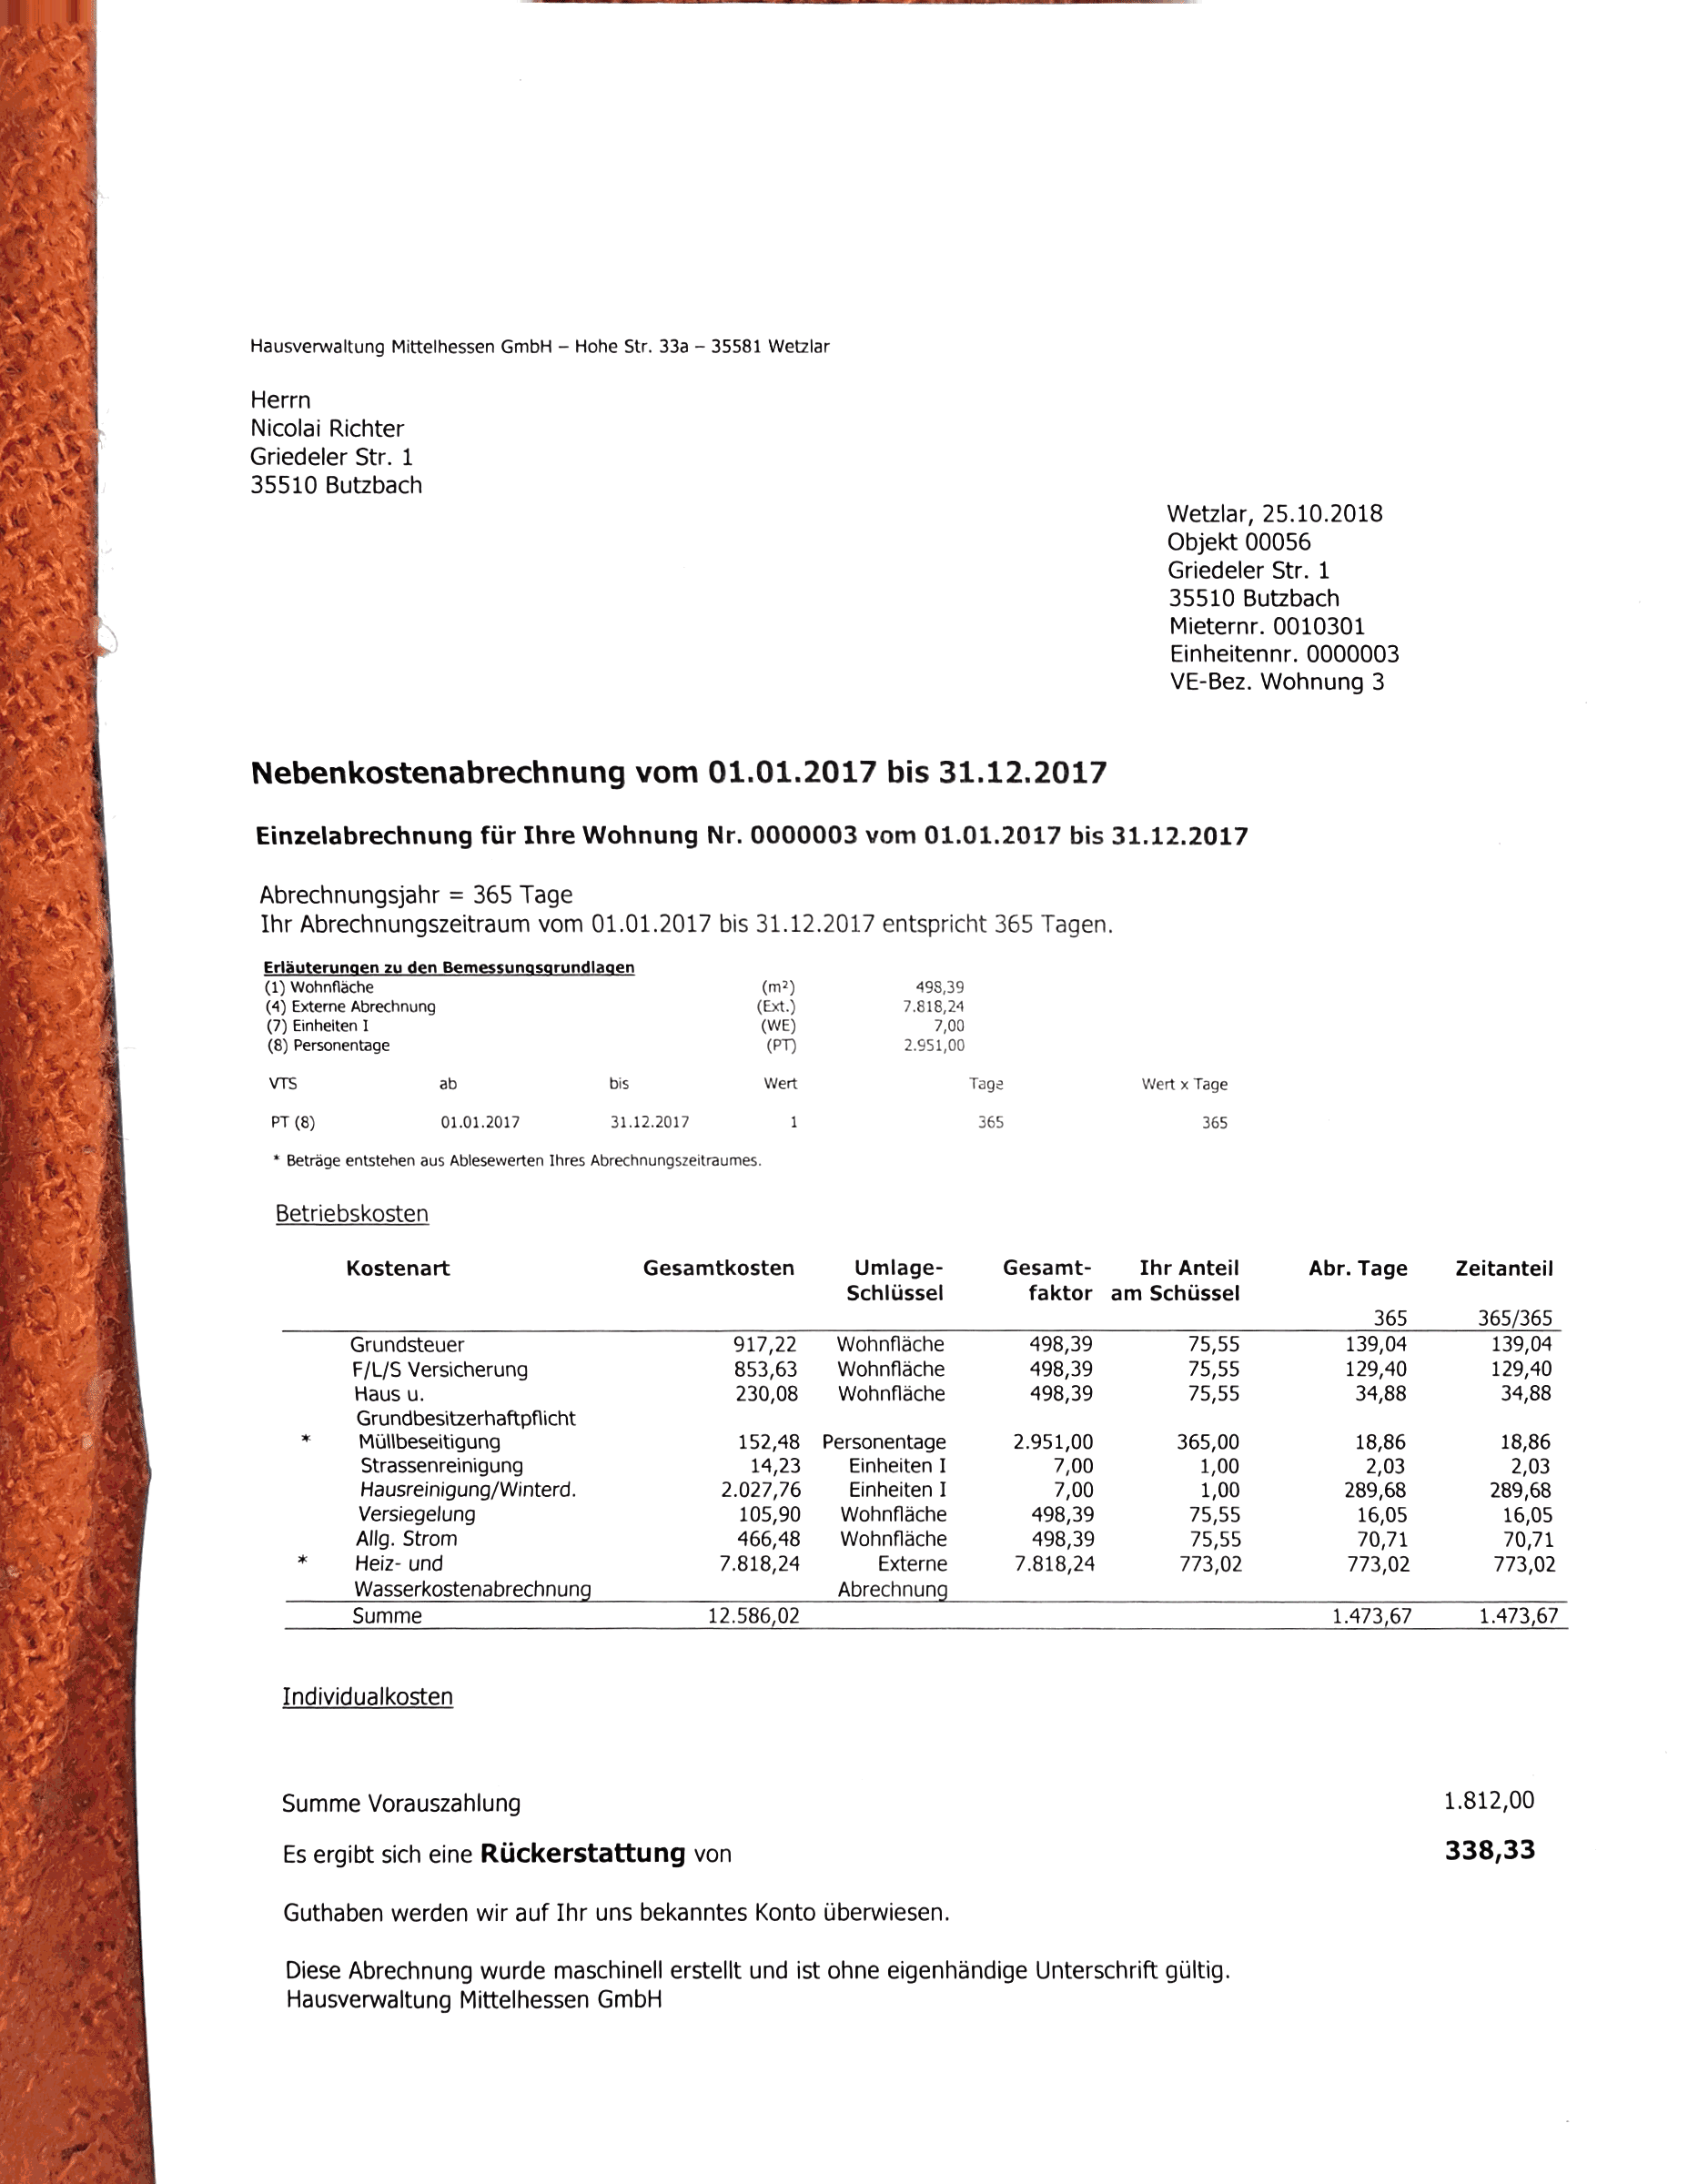 Hausverwaltung Mittelhessen GmbH – Hohe Str. 33a – 35581 Wetzlar
Herrn
Nicolai Richter
Griedeler Str. 1
35510 Butzbach
Wetzlar, 25.10.2018
Objekt 00056
Griedeler Str. 1
35510 Butzbach
Mieternr. 0010301
Einheitennr. 0000003
VE-Bez. Wohnung 3
Nebenkostenabrechnung vom 01.01.2017 bis 31.12.2017
Einzelabrechnung für Ihre Wohnung Nr. 0000003 vom 01.01.2017 bis 31.12.2017
Abrechnungsjahr = 365 Tage
Ihr Abrechnungszeitraum vom 01.01.2017 bis 31.12.2017 entspricht 365 Tagen.
Erläuterungen zu den Bemessungsgrundlagen
(1) Wohnfläche (m²) 498,39
(4) Externe Abrechnung (Ext.) 7.818,24
(7) Einheiten I (WE) 7,00
(8) Personentage (PT) 2.951,00
VTS ab bis Wert Tage Wert x Tage
PT (8) 01.01.2017 31.12.2017 1 365 365
* Beträge entstehen aus Ablesewerten Ihres Abrechnungszeitraumes.
Betriebskosten
Kostenart Gesamtkosten Umlage- Gesamt- Ihr Anteil Abr. Tage Zeitanteil
Schlüssel faktor am Schüssel
365 365/365
Grundsteuer 917,22 Wohnfläche 498,39 75,55 139,04 139,04
F/L/S Versicherung 853,63 Wohnfläche 498,39 75,55 129,40 129,40
Haus u. 230,08 Wohnfläche 498,39 75,55 34,88 34,88
Grundbesitzerhaftpflicht
* Müllbeseitigung 152,48 Personentage 2.951,00 365,00 18,86 18,86
Strassenreinigung 14,23 Einheiten I 7,00 1,00 2,03 2,03
Hausreinigung/Winterd. 2.027,76 Einheiten I 7,00 1,00 289,68 289,68
Versiegelung 105,90 Wohnfläche 498,39 75,55 16,05 16,05
Allg. Strom 466,48 Wohnfläche 498,39 75,55 70,71 70,71
* Heiz- und 7.818,24 Externe 7.818,24 773,02 773,02 773,02
Wasserkostenabrechnung Abrechnung
Summe 12.586,02 1.473,67 1.473,67
Individualkosten
Summe Vorauszahlung 1.812,00
Es ergibt sich eine Rückerstattung von 338,33
Guthaben werden wir auf Ihr uns bekanntes Konto überwiesen.
Diese Abrechnung wurde maschinell erstellt und ist ohne eigenhändige Unterschrift gültig.
Hausverwaltung Mittelhessen GmbH